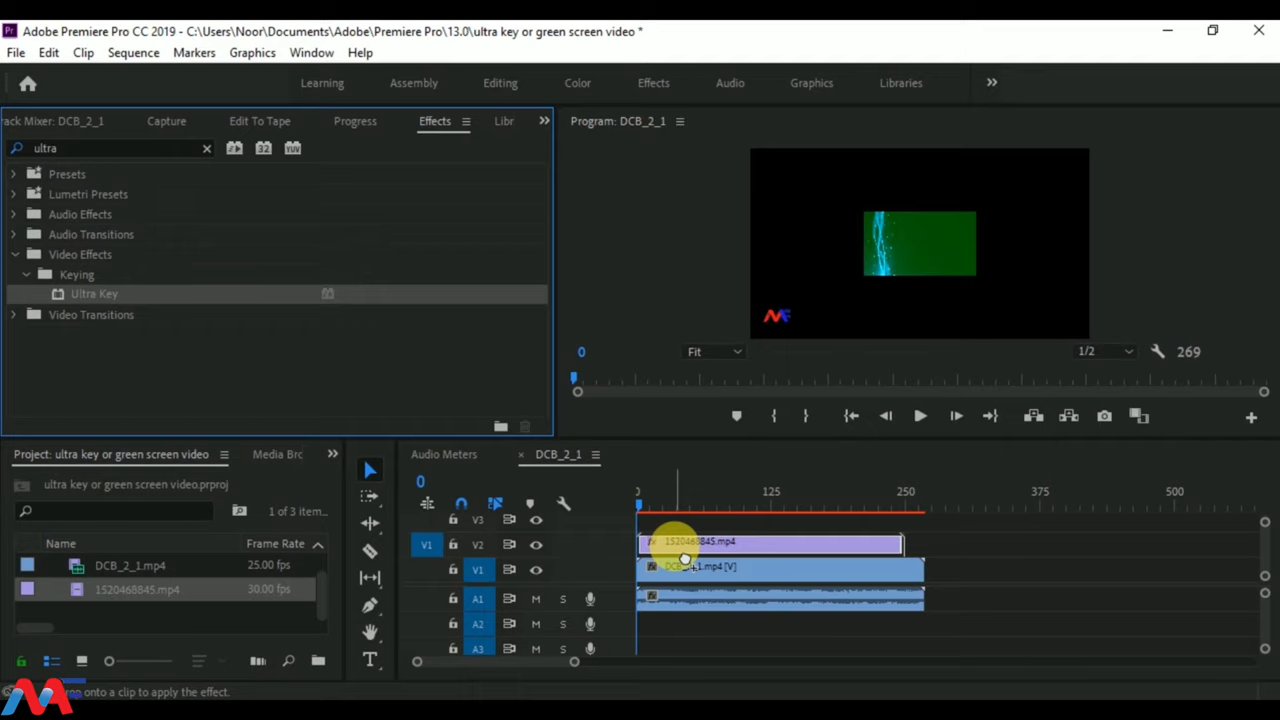 Adobe Premiere Pro CC 2019 - C:\Users\Noor\Documents\Adobe\Premiere Pro\13.0\ultra key or green screen video *
File Edit Clip Sequence Markers Graphics Window Help
Learning Assembly Editing Color Effects Audio Graphics Libraries
rack Mixer: DCB_2_1 Capture Edit To Tape Progress Effects Libr
Program: DCB_2_1
ultra
Presets
Lumetri Presets
Audio Effects
Audio Transitions
Video Effects
Keying
Ultra Key
Video Transitions
0 Fit 1/2 269
Project: ultra key or green screen video Media Brc
ultra key or green screen video.prproj
1 of 3 item...
Name Frame Rate
DCB_2_1.mp4 25.00 fps
1520468845.mp4 30.00 fps
Audio Meters × DCB_2_1
0
0 125 250 375 500
V3
V1 V2 1520468845.mp4
V1 1.mp4 [V]
A1 M S
A2 M S
A3 M S
onto a clip to apply the effect.